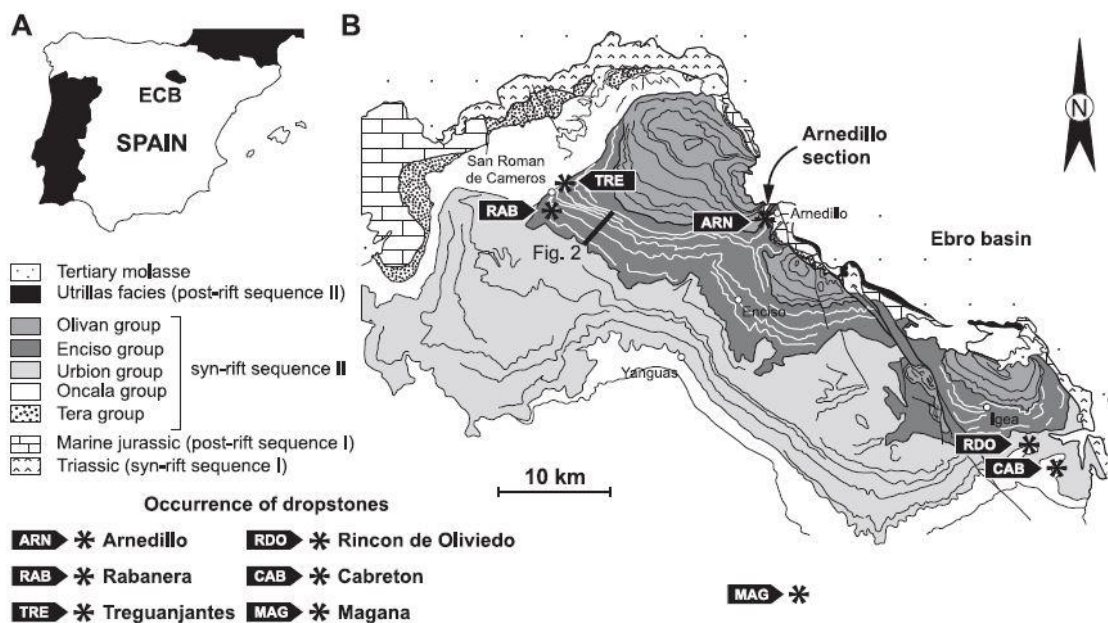 A
ECB
SPAIN
B
N
San Roman
de Cameros
TRE
RAB
Arnedillo
section
ARN
Arnedillo
Fig. 2
Ebro basin
Enciso
Yanguas
Igea
RDO
CAB
10 km
MAG
Tertiary molasse
Utrillas facies (post-rift sequence II)
Olivan group
Enciso group
Urbion group
Oncala group
Tera group
syn-rift sequence II
Marine jurassic (post-rift sequence I)
Triassic (syn-rift sequence I)
Occurrence of dropstones
ARN Arnedillo
RDO Rincon de Oliviedo
RAB Rabanera
CAB Cabreton
TRE Treguanjantes
MAG Magana